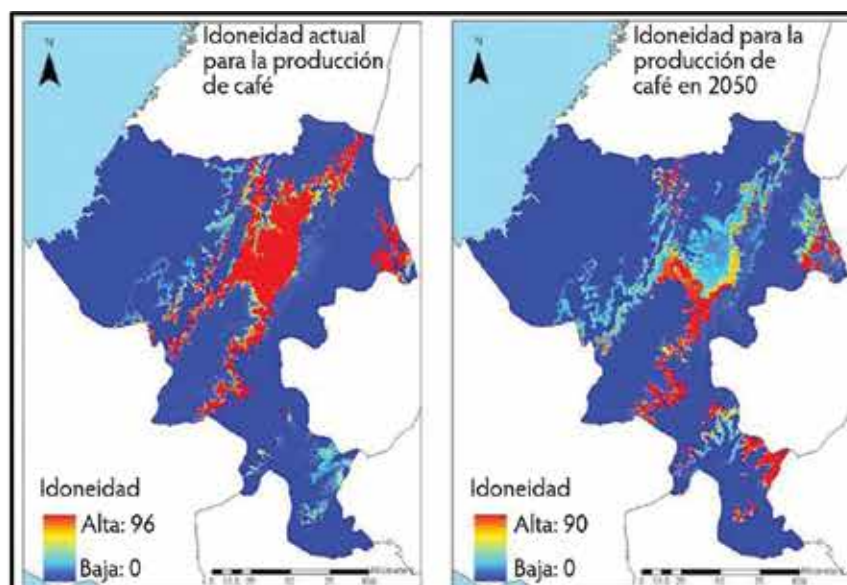 N
Idoneidad actual
para la producción
de café
Idoneidad
Alta: 96
Baja: 0
N
Idoneidad para la
producción de
café en 2050
Idoneidad
Alta: 90
Baja: 0